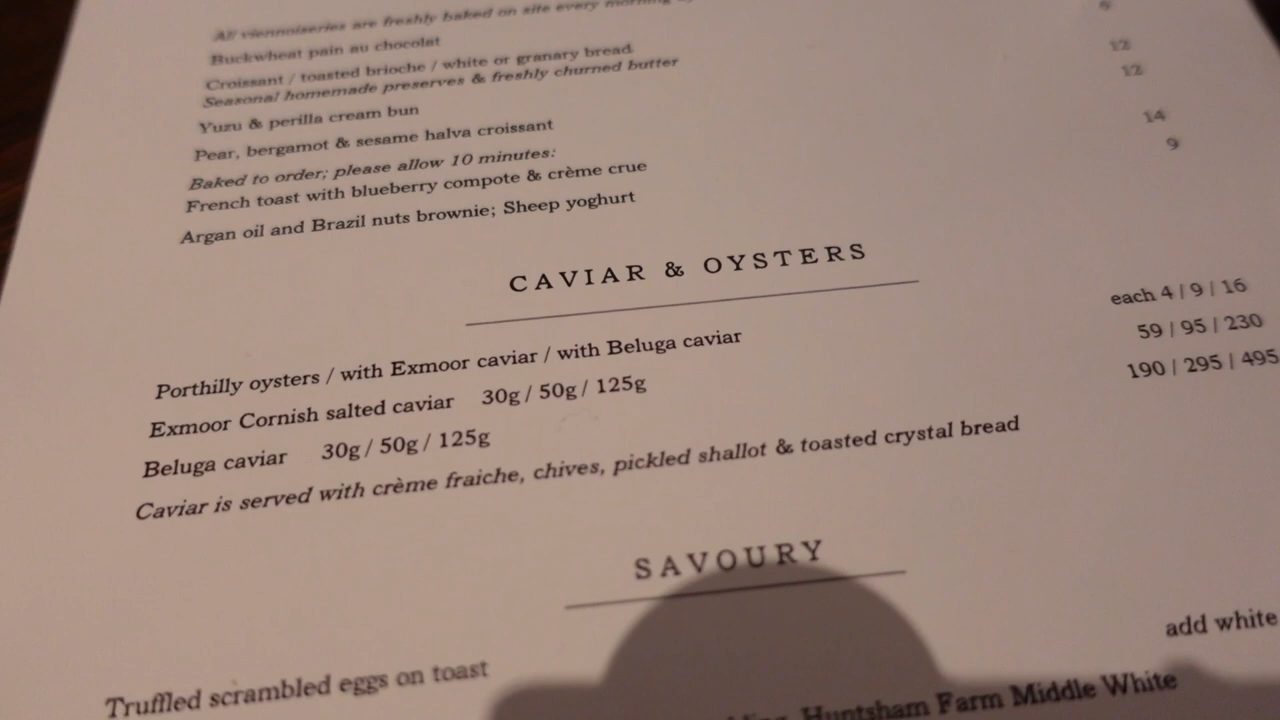 All viennoiseries are freshly baked on site every morning
Buckwheat pain au chocolat 6
Croissant / toasted brioche / white or granary bread 12
Seasonal homemade preserves & freshly churned butter 12
Yuzu & perilla cream bun
Pear, bergamot & sesame halva croissant 14
Baked to order; please allow 10 minutes: 9
French toast with blueberry compote & crème crue
Argan oil and Brazil nuts brownie; Sheep yoghurt
CAVIAR & OYSTERS
Porthilly oysters / with Exmoor caviar / with Beluga caviar each 4 / 9 / 16
Exmoor Cornish salted caviar 30g / 50g / 125g 59 / 95 / 230
Beluga caviar 30g / 50g / 125g 190 / 295 / 495
Caviar is served with crème fraiche, chives, pickled shallot & toasted crystal bread
SAVOURY
Truffled scrambled eggs on toast add white
Huntsham Farm Middle White